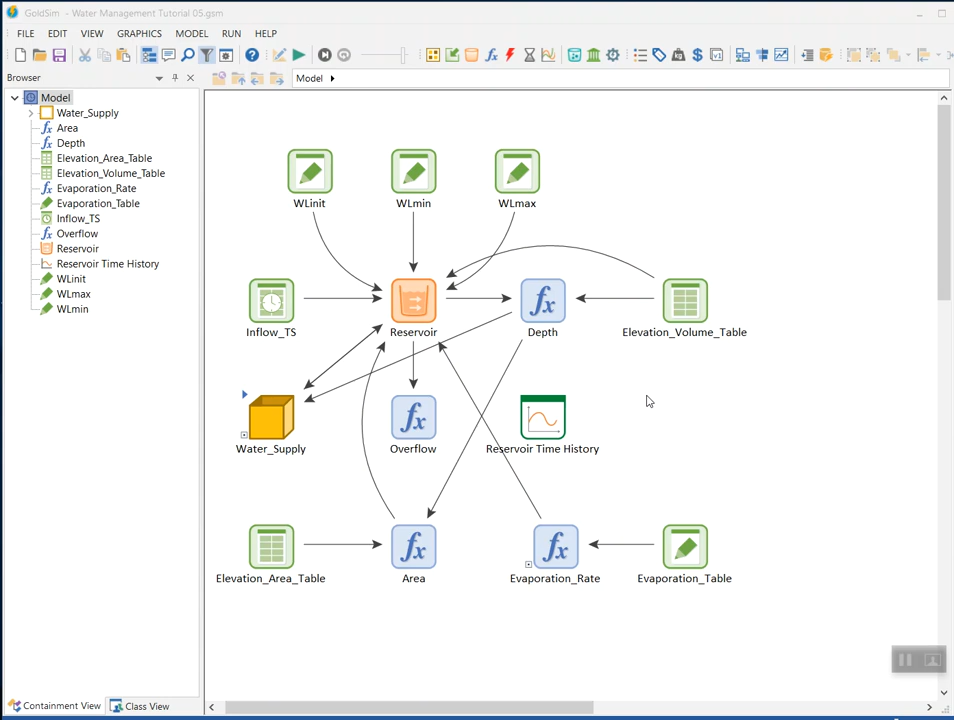 GoldSim - Water Management Tutorial 05.gsm
FILE EDIT VIEW GRAPHICS MODEL RUN HELP
Browser
Model
Model
Water_Supply
Area
Depth
Elevation_Area_Table
Elevation_Volume_Table
Evaporation_Rate
Evaporation_Table
Inflow_TS
Overflow
Reservoir
Reservoir Time History
WLinit
WLmax
WLmin
WLinit WLmin WLmax
Inflow_TS Reservoir Depth Elevation_Volume_Table
Water_Supply Overflow Reservoir Time History
Elevation_Area_Table Area Evaporation_Rate Evaporation_Table
Containment View Class View